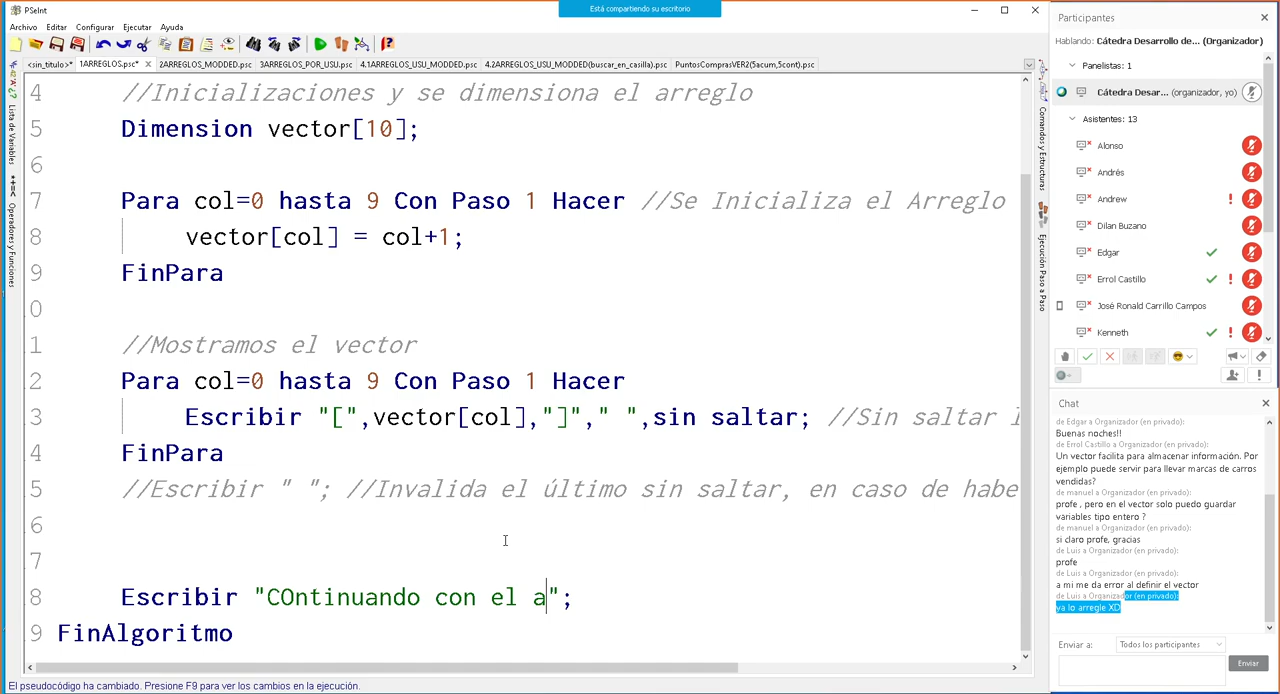 PSeInt
Está compartiendo su escritorio
Archivo Editar Configurar Ejecutar Ayuda
<sin_titulo>* 1ARREGLOS.psc* 2ARREGLOS_MODDED.psc 3ARREGLOS_POR_USU.psc 4.1ARREGLOS_USU_MODDED.psc 4.2ARREGLOS_USU_MODDED(buscar_en_casilla).psc PuntosComprasVER2(5acum,5cont).psc
Lista de Variables
Operadores y Funciones
4 //Inicializaciones y se dimensiona el arreglo
5 Dimension vector[10];
6
7 Para col=0 hasta 9 Con Paso 1 Hacer //Se Inicializa el Arreglo
8 vector[col] = col+1;
9 FinPara
0
1 //Mostramos el vector
2 Para col=0 hasta 9 Con Paso 1 Hacer
3 Escribir "[",vector[col],"]"," ",sin saltar; //Sin saltar
4 FinPara
5 //Escribir " "; //Invalida el último sin saltar, en caso de habe
6
7
8 Escribir "COntinuando con el a";
9 FinAlgoritmo
El pseudocódigo ha cambiado. Presione F9 para ver los cambios en la ejecución.
Comandos y Estructuras
Ejecución Paso a Paso
Participantes
Hablando: Cátedra Desarrollo de... (Organizador)
Panelistas: 1
Cátedra Desar... (organizador, yo)
Asistentes: 13
Alonso
Andrés
Andrew
Dilan Buzano
Edgar
Errol Castillo
José Ronald Carrillo Campos
Kenneth
Chat
de Edgar a Organizador (en privado):
Buenas noches!!
de Errol Castillo a Organizador (en privado):
Un vector facilita para almacenar información. Por
ejemplo puede servir para llevar marcas de carros
vendidas?
de manuel a Organizador (en privado):
profe , pero en el vector solo puedo guardar
variables tipo entero ?
de manuel a Organizador (en privado):
si claro profe, gracias
de Luis a Organizador (en privado):
profe
de Luis a Organizador (en privado):
a mi me da error al definir el vector
de Luis a Organizador (en privado):
ya lo arregle XD
Enviar a: Todos los participantes
Enviar